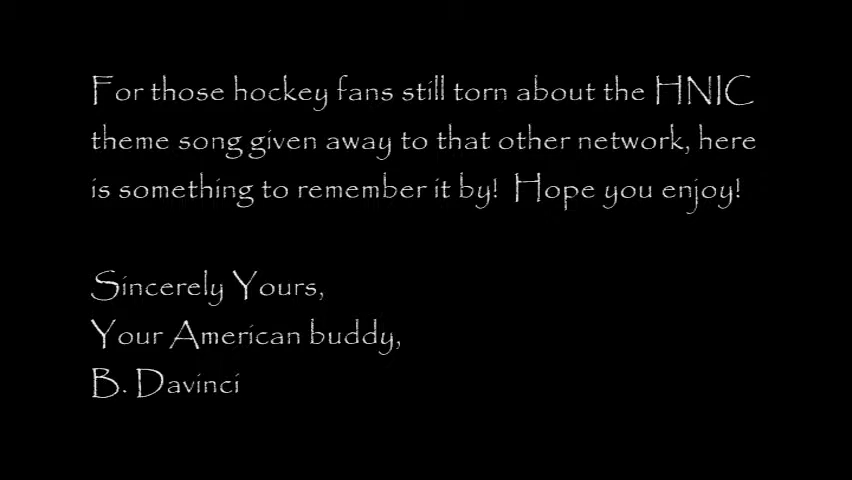 For those hockey fans still torn about the HNIC
theme song given away to that other network, here
is something to remember it by!  Hope you enjoy!
Sincerely Yours,
Your American buddy,
B. Davinci